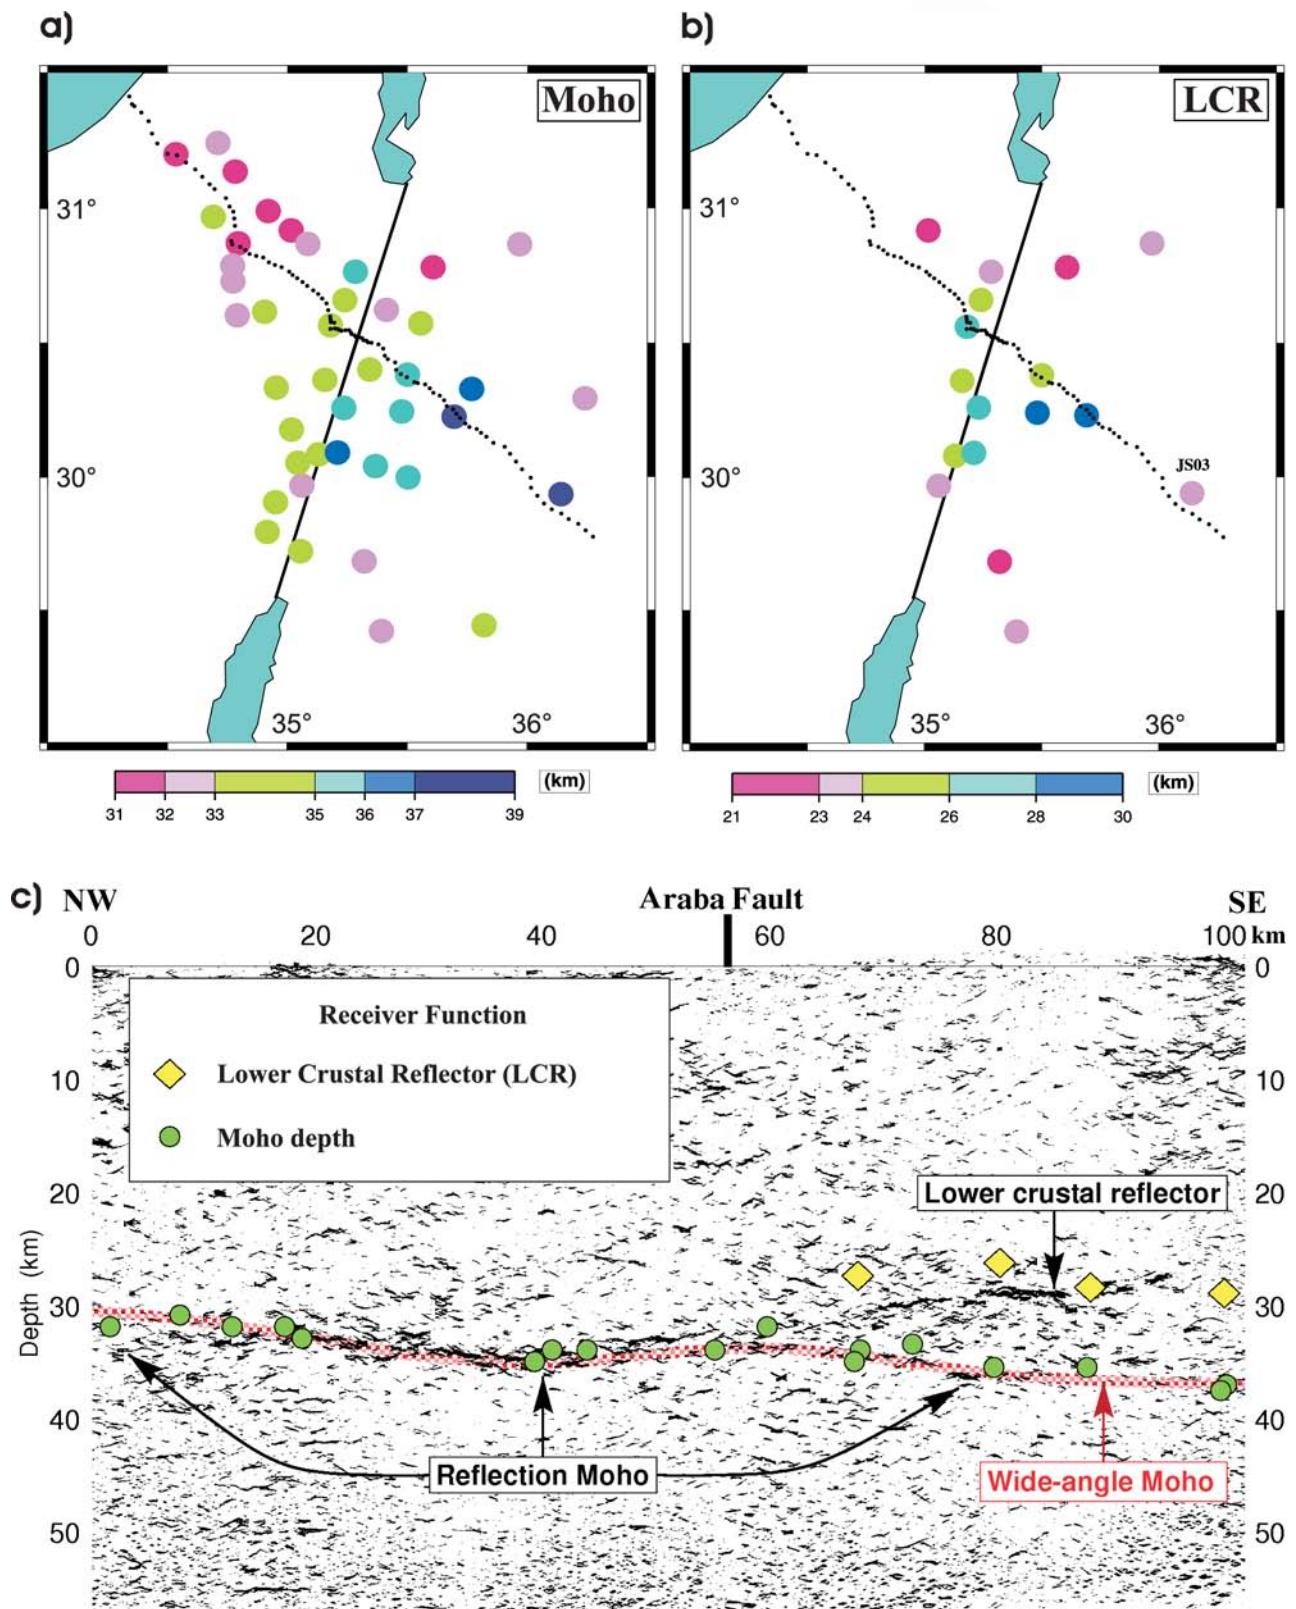 a)
b)
Moho
LCR
31°
31°
30°
30°
JS03
35°
36°
35°
36°
(km)
31 32 33 35 36 37 39
(km)
21 23 24 26 28 30
c) NW Araba Fault SE
0 20 40 60 80 100 km
0 0
Receiver Function
Lower Crustal Reflector (LCR)
10 10
Moho depth
20 20
Lower crustal reflector
Depth (km)
30 30
40 40
Reflection Moho
Wide-angle Moho
50 50